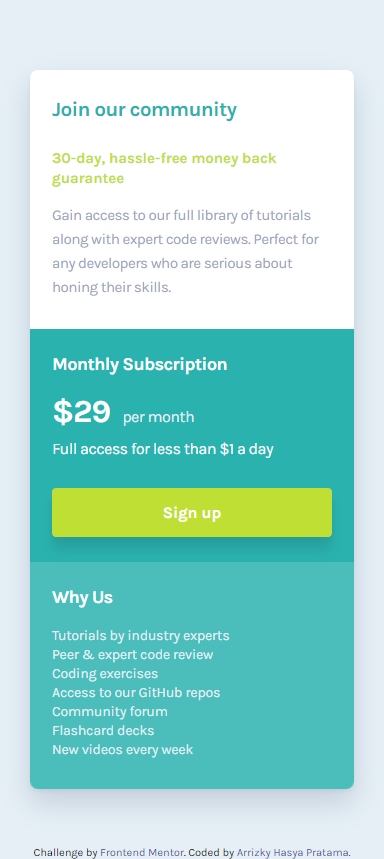 Join our community
30-day, hassle-free money back
guarantee
Gain access to our full library of tutorials
along with expert code reviews. Perfect for
any developers who are serious about
honing their skills.
Monthly Subscription
$29 per month
Full access for less than $1 a day
Sign up
Why Us
Tutorials by industry experts
Peer & expert code review
Coding exercises
Access to our GitHub repos
Community forum
Flashcard decks
New videos every week
Challenge by Frontend Mentor. Coded by Arrizky Hasya Pratama.